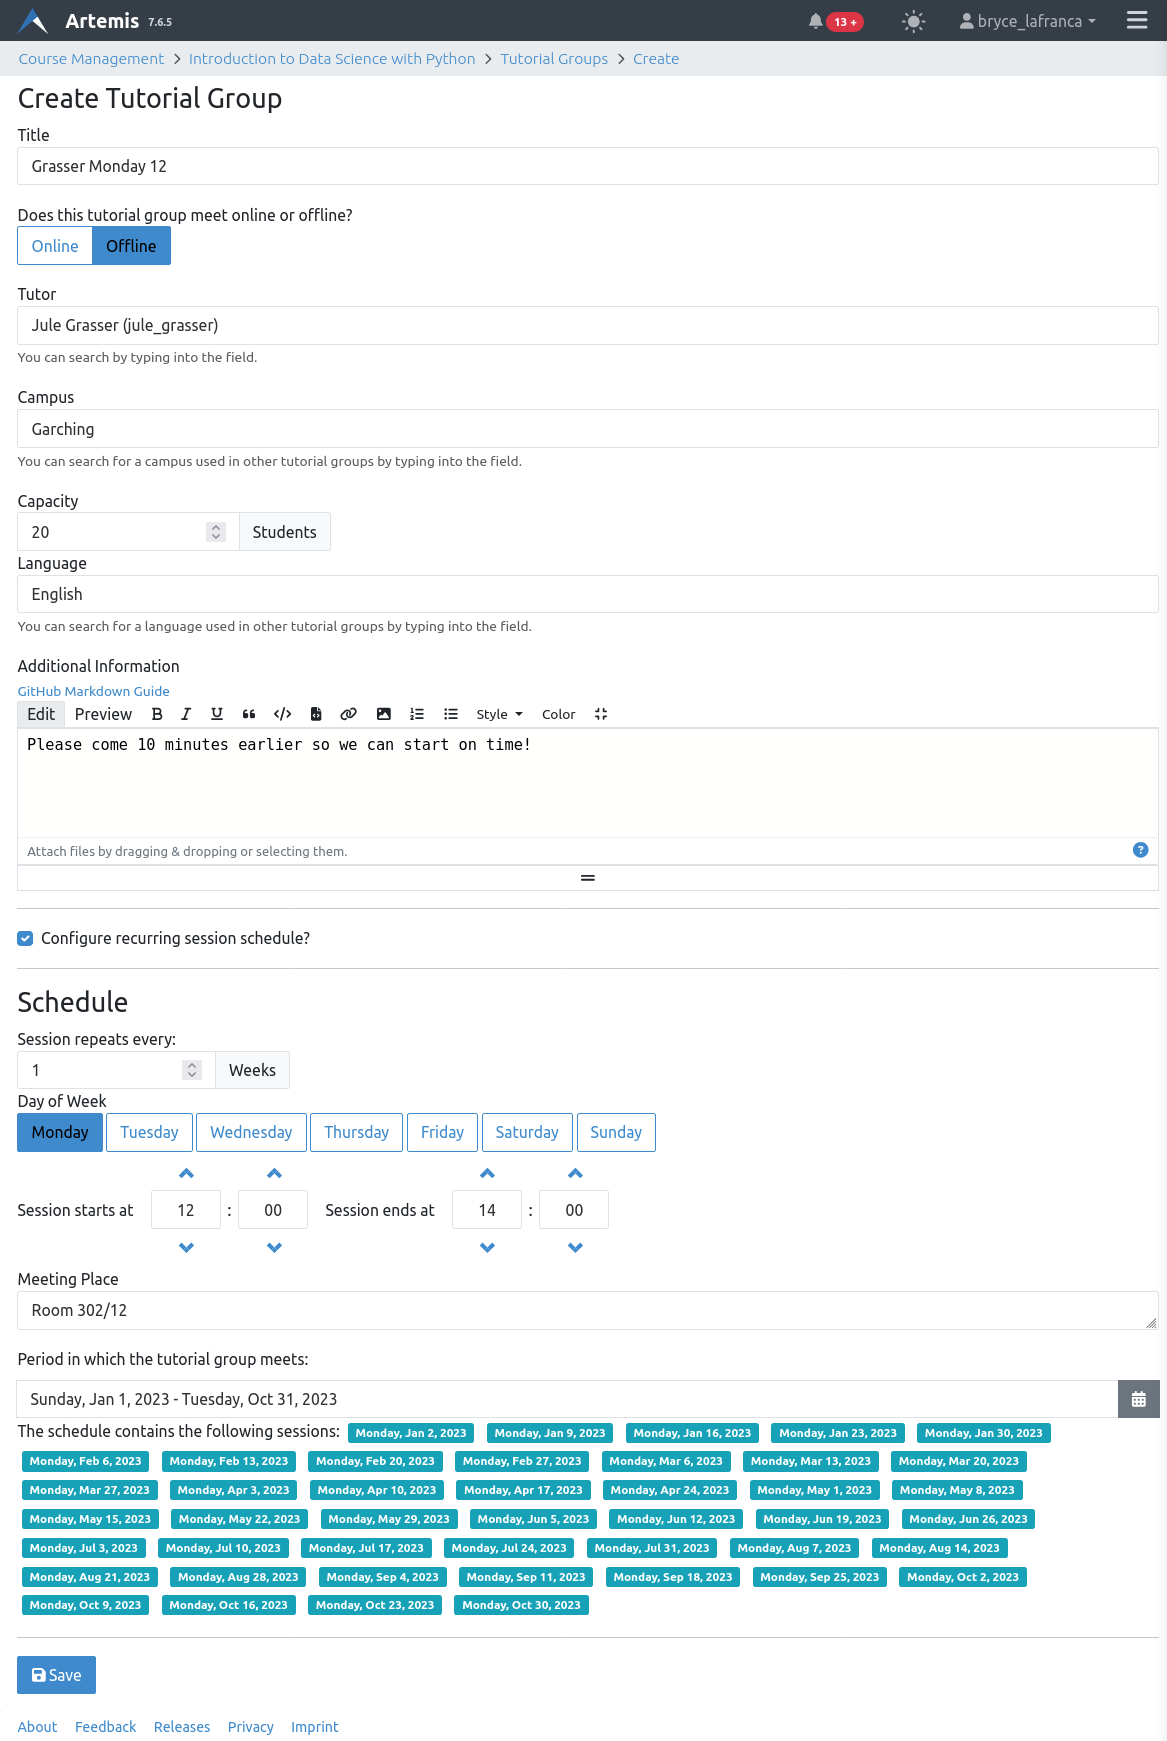 Artemis 7.6.5 13 + bryce_lafranca
Course Management > Introduction to Data Science with Python > Tutorial Groups > Create
Create Tutorial Group
Title
Grasser Monday 12
Does this tutorial group meet online or offline?
Online Offline
Tutor
Jule Grasser (jule_grasser)
You can search by typing into the field.
Campus
Garching
You can search for a campus used in other tutorial groups by typing into the field.
Capacity
20 Students
Language
English
You can search for a language used in other tutorial groups by typing into the field.
Additional Information
GitHub Markdown Guide
Edit Preview B I U Style Color
Please come 10 minutes earlier so we can start on time!
Attach files by dragging & dropping or selecting them.
Configure recurring session schedule?
Schedule
Session repeats every:
1 Weeks
Day of Week
Monday Tuesday Wednesday Thursday Friday Saturday Sunday
Session starts at 12 : 00 Session ends at 14 : 00
Meeting Place
Room 302/12
Period in which the tutorial group meets:
Sunday, Jan 1, 2023 - Tuesday, Oct 31, 2023
The schedule contains the following sessions: Monday, Jan 2, 2023 Monday, Jan 9, 2023 Monday, Jan 16, 2023 Monday, Jan 23, 2023 Monday, Jan 30, 2023
Monday, Feb 6, 2023 Monday, Feb 13, 2023 Monday, Feb 20, 2023 Monday, Feb 27, 2023 Monday, Mar 6, 2023 Monday, Mar 13, 2023 Monday, Mar 20, 2023
Monday, Mar 27, 2023 Monday, Apr 3, 2023 Monday, Apr 10, 2023 Monday, Apr 17, 2023 Monday, Apr 24, 2023 Monday, May 1, 2023 Monday, May 8, 2023
Monday, May 15, 2023 Monday, May 22, 2023 Monday, May 29, 2023 Monday, Jun 5, 2023 Monday, Jun 12, 2023 Monday, Jun 19, 2023 Monday, Jun 26, 2023
Monday, Jul 3, 2023 Monday, Jul 10, 2023 Monday, Jul 17, 2023 Monday, Jul 24, 2023 Monday, Jul 31, 2023 Monday, Aug 7, 2023 Monday, Aug 14, 2023
Monday, Aug 21, 2023 Monday, Aug 28, 2023 Monday, Sep 4, 2023 Monday, Sep 11, 2023 Monday, Sep 18, 2023 Monday, Sep 25, 2023 Monday, Oct 2, 2023
Monday, Oct 9, 2023 Monday, Oct 16, 2023 Monday, Oct 23, 2023 Monday, Oct 30, 2023
Save
About Feedback Releases Privacy Imprint